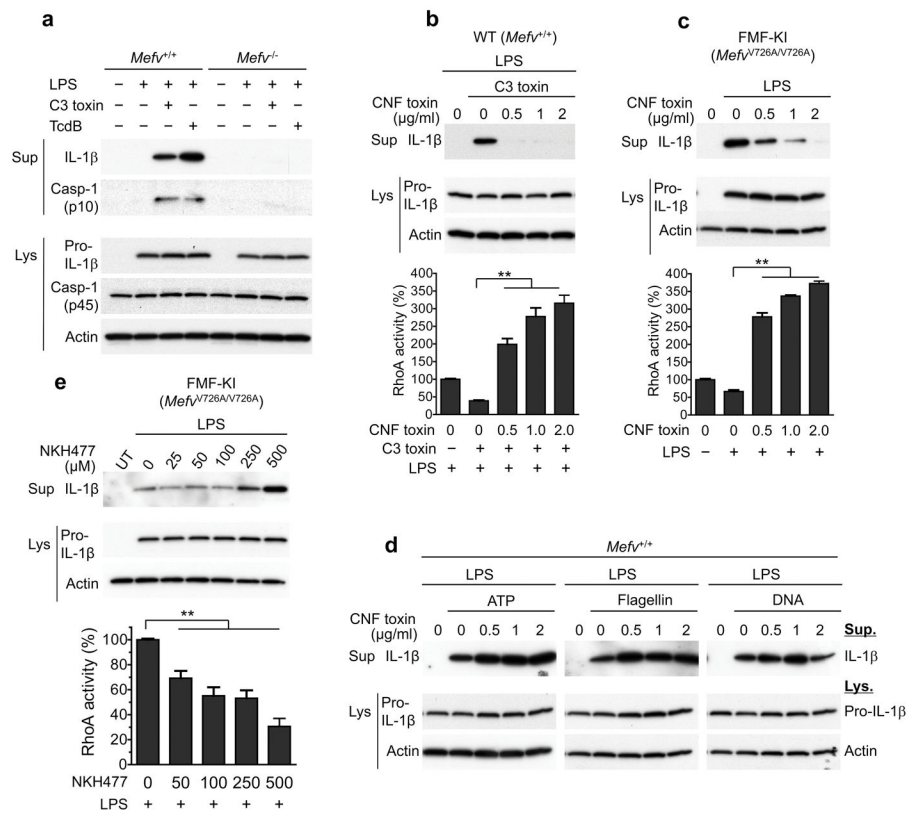 a
Mefv+/+ Mefv-/-
LPS – + + + – + + +
C3 toxin – – + – – – + –
TcdB – – – + – – – +
Sup IL-1β
Casp-1
(p10)
Lys Pro-
IL-1β
Casp-1
(p45)
Actin
b
WT (Mefv+/+)
LPS
C3 toxin
CNF toxin
(µg/ml) 0 0 0.5 1 2
Sup IL-1β
Lys Pro-
IL-1β
Actin
**
RhoA activity (%)
400
350
300
250
200
150
100
50
0
CNF toxin 0 0 0.5 1.0 2.0
C3 toxin – + + + +
LPS + + + + +
c
FMF-KI
(MefvV726A/V726A)
LPS
CNF toxin
(µg/ml) 0 0 0.5 1 2
Sup IL-1β
Lys Pro-
IL-1β
Actin
**
RhoA activity (%)
400
350
300
250
200
150
100
50
0
CNF toxin 0 0 0.5 1.0 2.0
LPS – + + + +
e
FMF-KI
(MefvV726A/V726A)
LPS
NKH477
(µM) UT 0 25 50 100 250 500
Sup IL-1β
Lys Pro-
IL-1β
Actin
**
RhoA activity (%)
100
80
60
40
20
0
NKH477 0 50 100 250 500
LPS + + + + +
d
Mefv+/+
LPS LPS LPS
ATP Flagellin DNA
CNF toxin
(µg/ml) 0 0 0.5 1 2 0 0 0.5 1 2 0 0 0.5 1 2 Sup.
Sup IL-1β IL-1β
Lys.
Lys Pro-
IL-1β Pro-IL-1β
Actin Actin